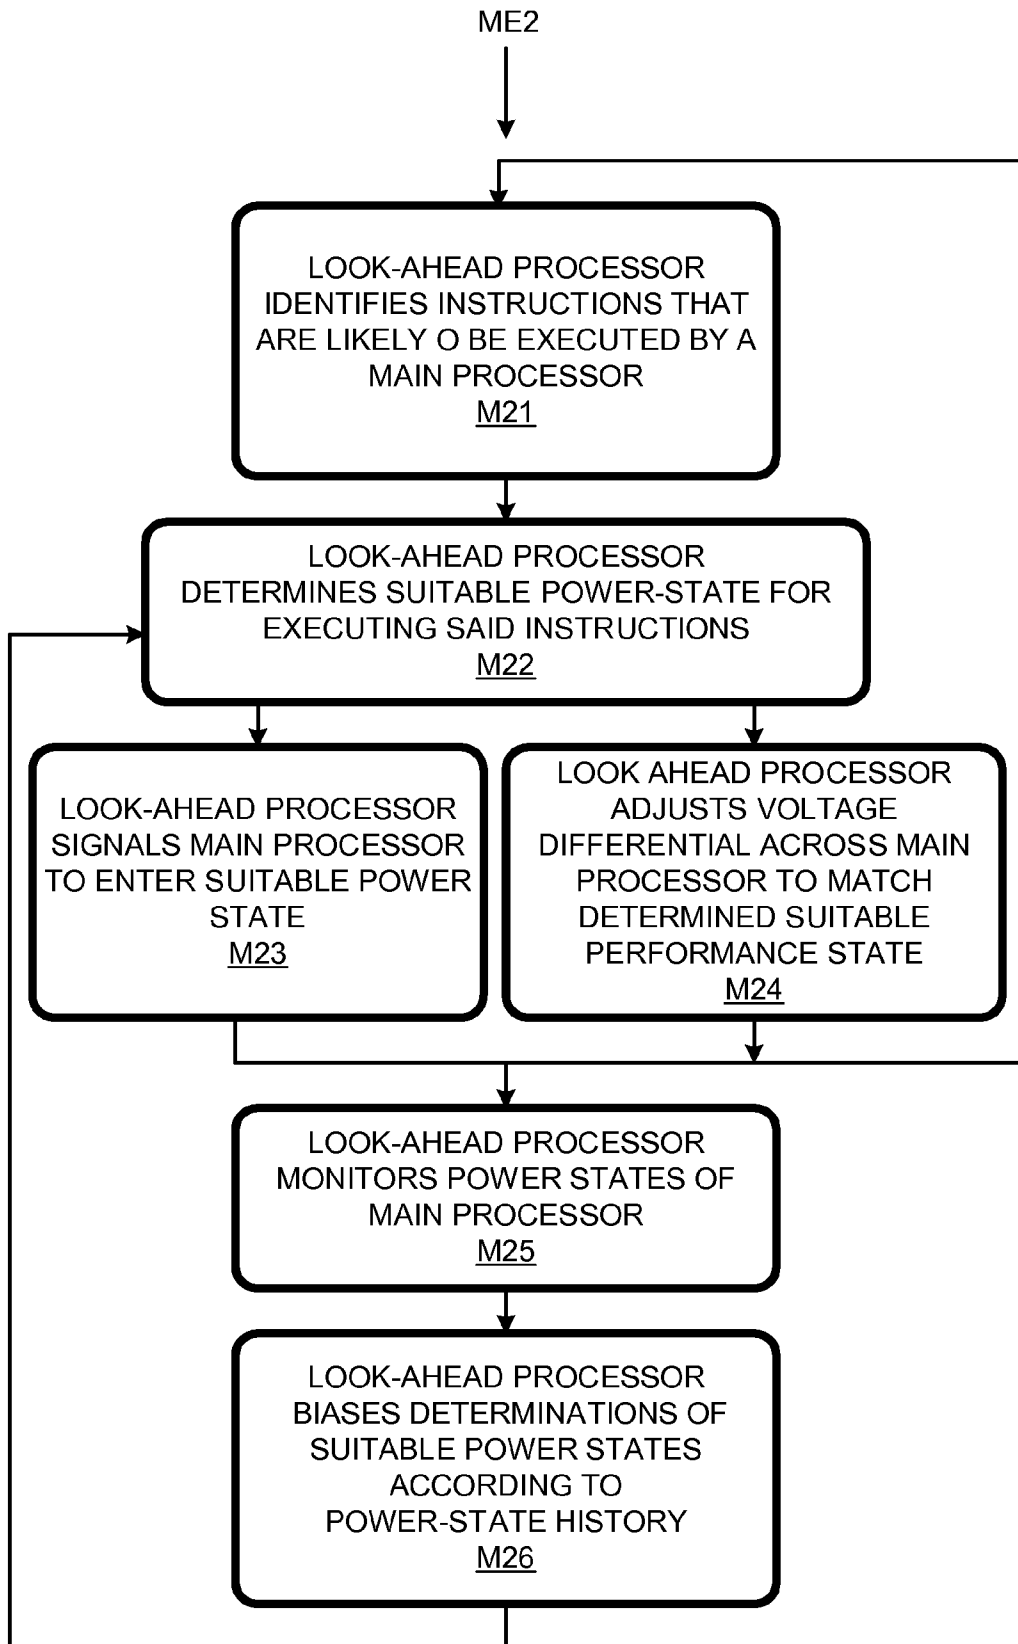 ME2
LOOK-AHEAD PROCESSOR
IDENTIFIES INSTRUCTIONS THAT
ARE LIKELY O BE EXECUTED BY A
MAIN PROCESSOR
M21
LOOK-AHEAD PROCESSOR
DETERMINES SUITABLE POWER-STATE FOR
EXECUTING SAID INSTRUCTIONS
M22
LOOK-AHEAD PROCESSOR
SIGNALS MAIN PROCESSOR
TO ENTER SUITABLE POWER
STATE
M23
LOOK AHEAD PROCESSOR
ADJUSTS VOLTAGE
DIFFERENTIAL ACROSS MAIN
PROCESSOR TO MATCH
DETERMINED SUITABLE
PERFORMANCE STATE
M24
LOOK-AHEAD PROCESSOR
MONITORS POWER STATES OF
MAIN PROCESSOR
M25
LOOK-AHEAD PROCESSOR
BIASES DETERMINATIONS OF
SUITABLE POWER STATES
ACCORDING TO
POWER-STATE HISTORY
M26